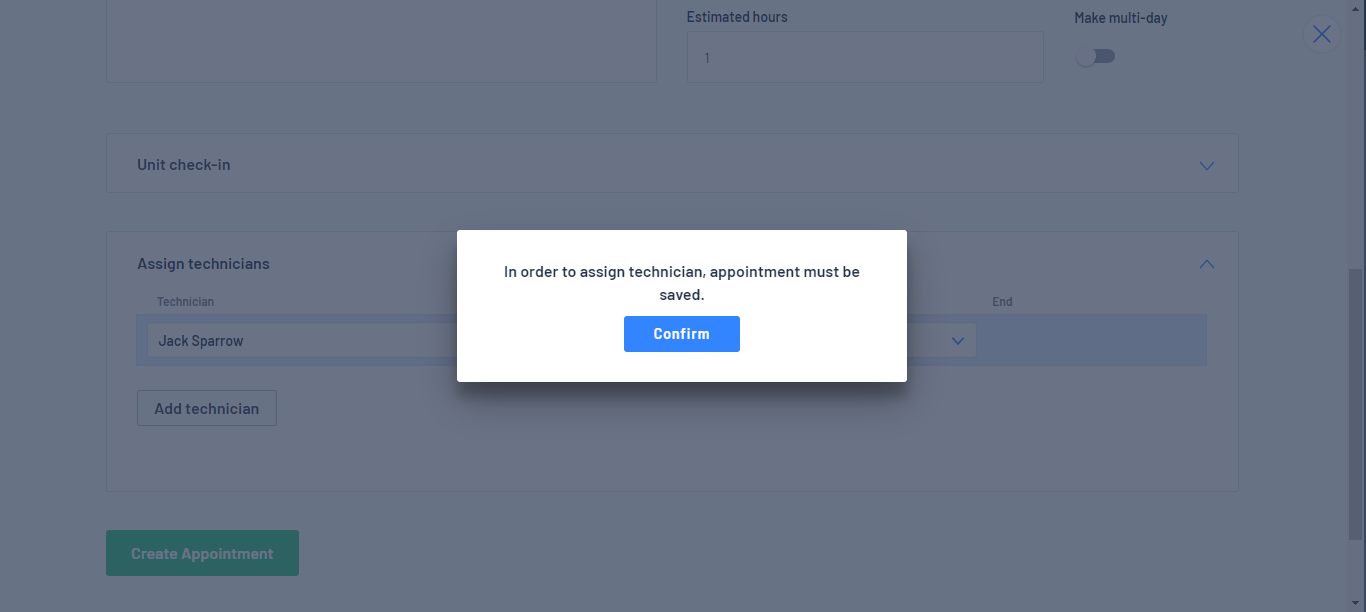 Estimated hours
Make multi-day
1
Unit check-in
Assign technicians
In order to assign technician, appointment must be
saved.
Confirm
Technician
End
Jack Sparrow
Add technician
Create Appointment